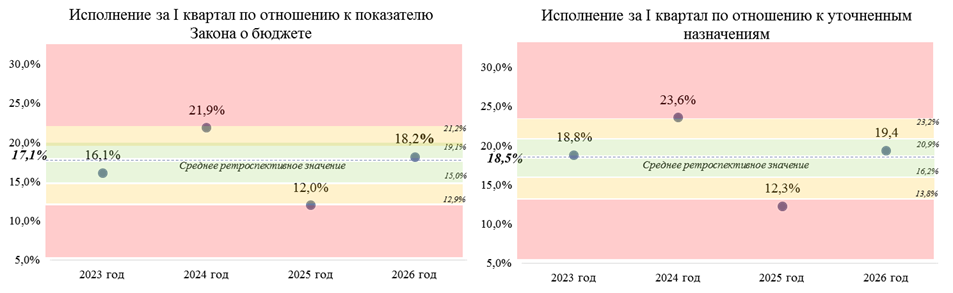 Исполнение за I квартал по отношению к показателю
Закона о бюджете
30,0%
25,0%
21,9%
21,2%
20,0%
18,2%
19,1%
17,1%
16,1%
Среднее ретроспективное значение
15,0%
15,0%
12,0%
12,9%
10,0%
5,0%
2023 год
2024 год
2025 год
2026 год
Исполнение за I квартал по отношению к уточненным
назначениям
30,0%
25,0%
23,6%
23,2%
20,0%
18,8%
19,4
20,9%
18,5%
Среднее ретроспективное значение
16,2%
15,0%
12,3%
13,8%
10,0%
5,0%
2023 год
2024 год
2025 год
2026 год